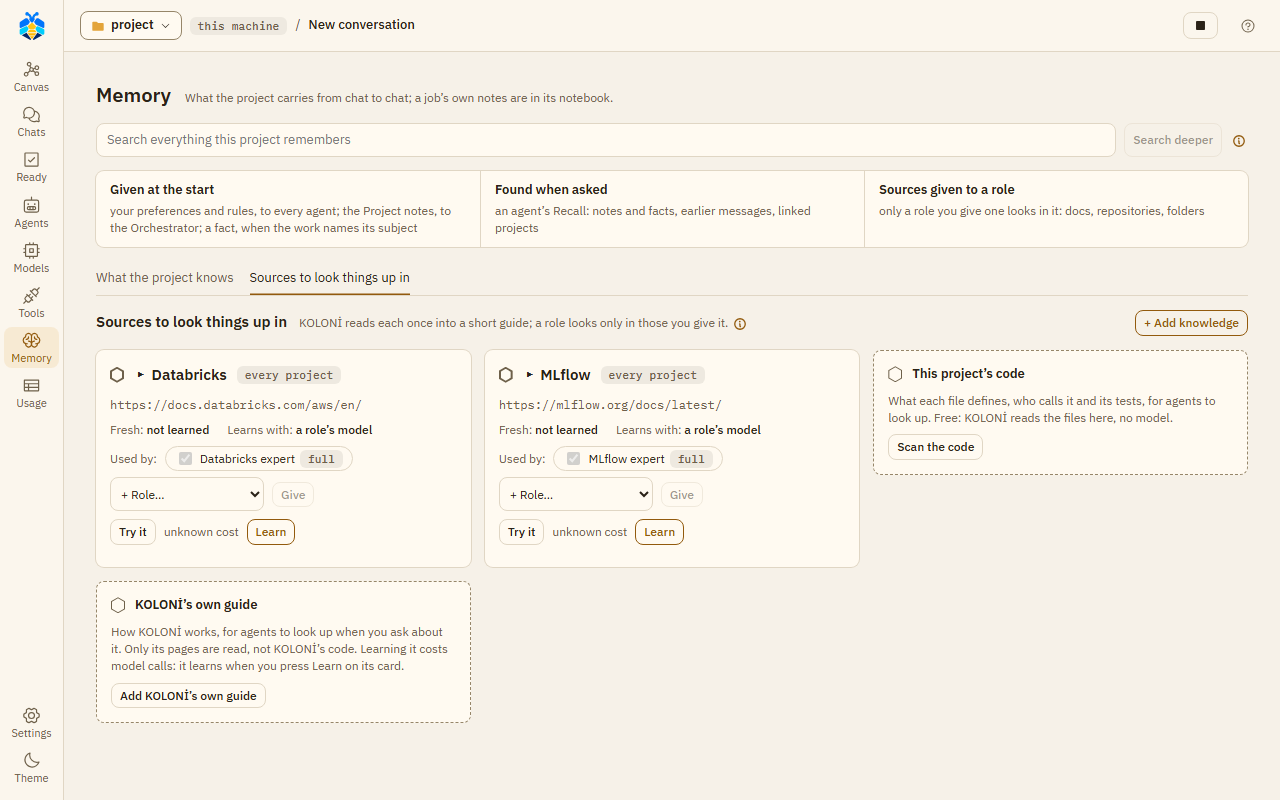 project
this machine
/
New conversation
Canvas
Chats
Ready
Agents
Models
Tools
Memory
Usage
Settings
Theme
Memory
What the project carries from chat to chat; a job's own notes are in its notebook.
Search everything this project remembers
Search deeper
Given at the start
your preferences and rules, to every agent; the Project notes, to
the Orchestrator; a fact, when the work names its subject
Found when asked
an agent's Recall: notes and facts, earlier messages, linked
projects
Sources given to a role
only a role you give one looks in it: docs, repositories, folders
What the project knows
Sources to look things up in
Sources to look things up in
KOLONİ reads each once into a short guide; a role looks only in those you give it.
+ Add knowledge
Databricks
every project
https://docs.databricks.com/aws/en/
Fresh: not learned
Learns with: a role's model
Used by:
Databricks expert
full
+ Role...
Give
Try it
unknown cost
Learn
MLflow
every project
https://mlflow.org/docs/latest/
Fresh: not learned
Learns with: a role's model
Used by:
MLflow expert
full
+ Role...
Give
Try it
unknown cost
Learn
This project's code
What each file defines, who calls it and its tests, for agents to
look up. Free: KOLONİ reads the files here, no model.
Scan the code
KOLONİ's own guide
How KOLONİ works, for agents to look up when you ask about
it. Only its pages are read, not KOLONİ's code. Learning it costs
model calls: it learns when you press Learn on its card.
Add KOLONİ's own guide